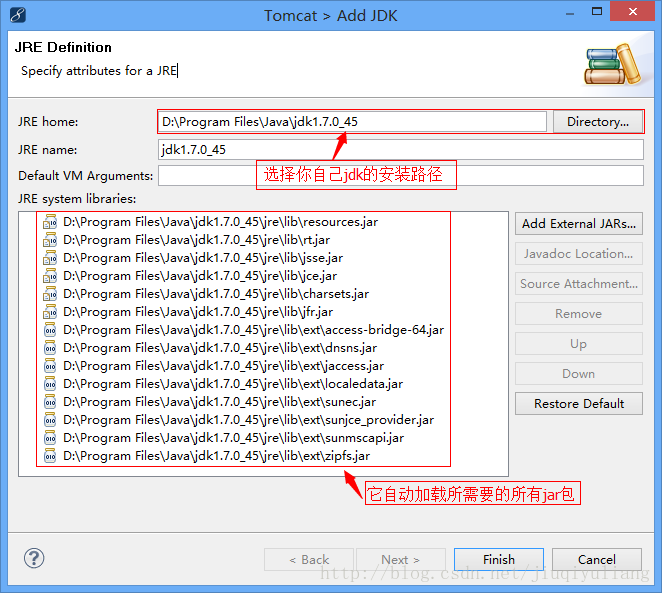 Tomcat > Add JDK
JRE Definition
Specify attributes for a JRE
JRE home:
D:\Program Files\Java\jdk1.7.0_45
Directory...
JRE name:
jdk1.7.0_45
Default VM Arguments:
选择你自己jdk的安装路径
JRE system libraries:
D:\Program Files\Java\jdk1.7.0_45\jre\lib\resources.jar
D:\Program Files\Java\jdk1.7.0_45\jre\lib\rt.jar
D:\Program Files\Java\jdk1.7.0_45\jre\lib\jsse.jar
D:\Program Files\Java\jdk1.7.0_45\jre\lib\jce.jar
D:\Program Files\Java\jdk1.7.0_45\jre\lib\charsets.jar
D:\Program Files\Java\jdk1.7.0_45\jre\lib\jfr.jar
D:\Program Files\Java\jdk1.7.0_45\jre\lib\ext\access-bridge-64.jar
D:\Program Files\Java\jdk1.7.0_45\jre\lib\ext\dnsns.jar
D:\Program Files\Java\jdk1.7.0_45\jre\lib\ext\jaccess.jar
D:\Program Files\Java\jdk1.7.0_45\jre\lib\ext\localedata.jar
D:\Program Files\Java\jdk1.7.0_45\jre\lib\ext\sunec.jar
D:\Program Files\Java\jdk1.7.0_45\jre\lib\ext\sunjce_provider.jar
D:\Program Files\Java\jdk1.7.0_45\jre\lib\ext\sunmscapi.jar
D:\Program Files\Java\jdk1.7.0_45\jre\lib\ext\zipfs.jar
Add External JARs...
Javadoc Location...
Source Attachment...
Remove
Up
Down
Restore Default
它自动加载所需要的所有jar包
< Back
Next >
Finish
Cancel
http://blog.csdn.net/jiuqiyuliang